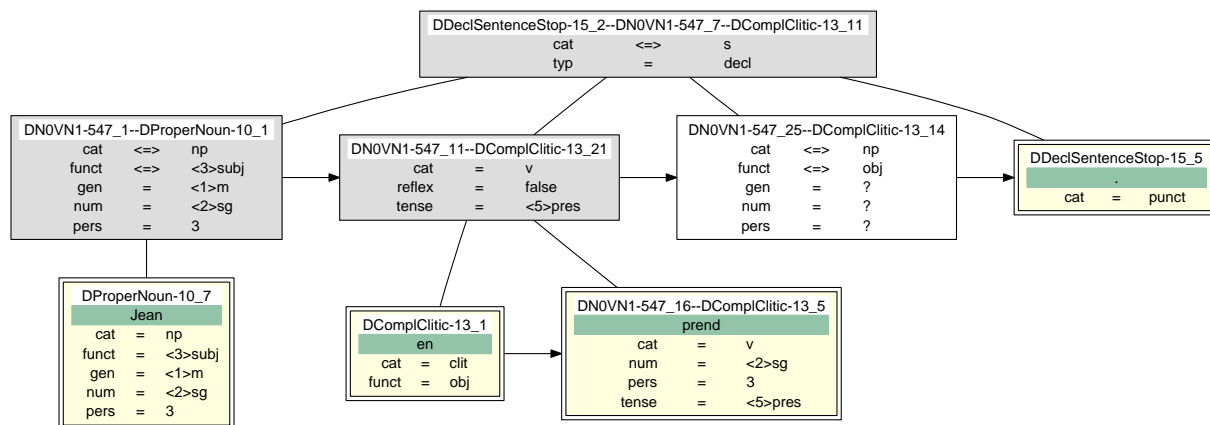 DDeclSentenceStop-15_2--DN0VN1-547_7--DComplClitic-13_11
cat <=> s
typ = decl
DN0VN1-547_1--DProperNoun-10_1
cat <=> np
funct <=> <3>subj
gen = <1>m
num = <2>sg
pers = 3
DN0VN1-547_11--DComplClitic-13_21
cat = v
reflex = false
tense = <5>pres
DN0VN1-547_25--DComplClitic-13_14
cat <=> np
funct <=> obj
gen = ?
num = ?
pers = ?
DDeclSentenceStop-15_5
.
cat = punct
DProperNoun-10_7
Jean
cat = np
funct = <3>subj
gen = <1>m
num = <2>sg
pers = 3
DComplClitic-13_1
en
cat = clit
funct = obj
DN0VN1-547_16--DComplClitic-13_5
prend
cat = v
num = <2>sg
pers = 3
tense = <5>pres